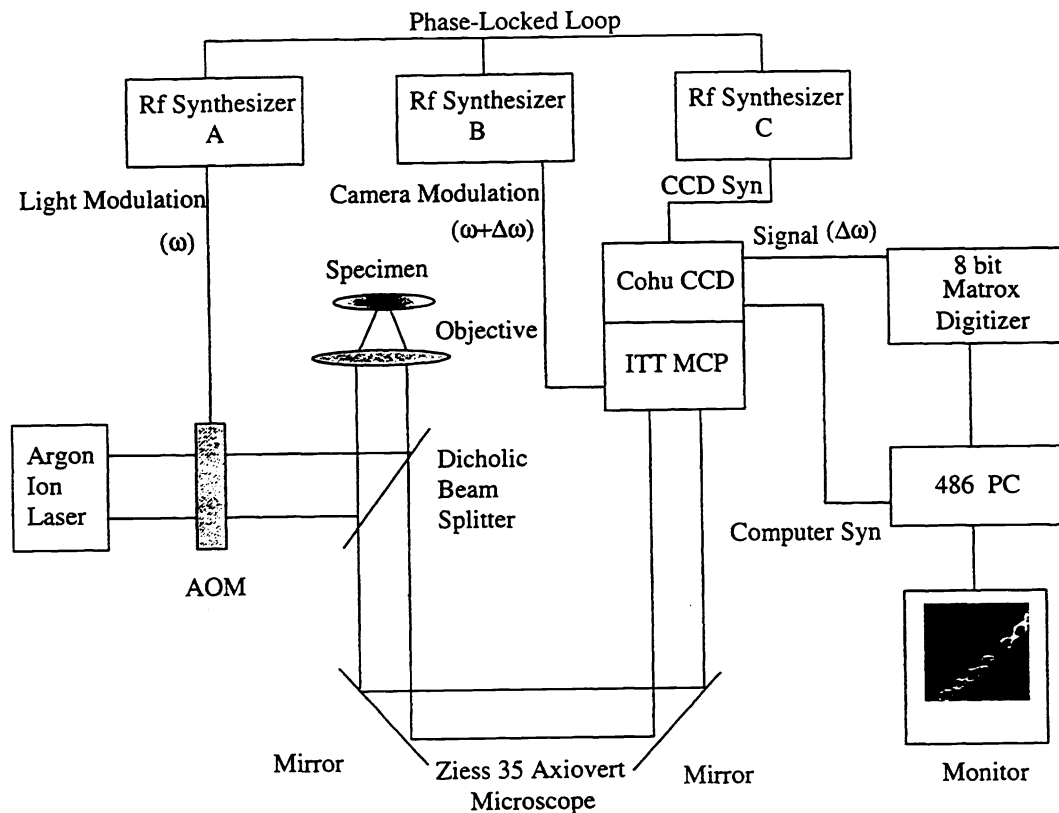 Phase-Locked Loop
Rf Synthesizer
A
Rf Synthesizer
B
Rf Synthesizer
C
Light Modulation
(ω)
Camera Modulation
(ω+Δω)
CCD Syn
Signal (Δω)
Specimen
Objective
Cohu CCD
ITT MCP
8 bit
Matrox
Digitizer
Argon
Ion
Laser
AOM
Dicholic
Beam
Splitter
486 PC
Computer Syn
Mirror
Ziess 35 Axiovert
Microscope
Mirror
Monitor